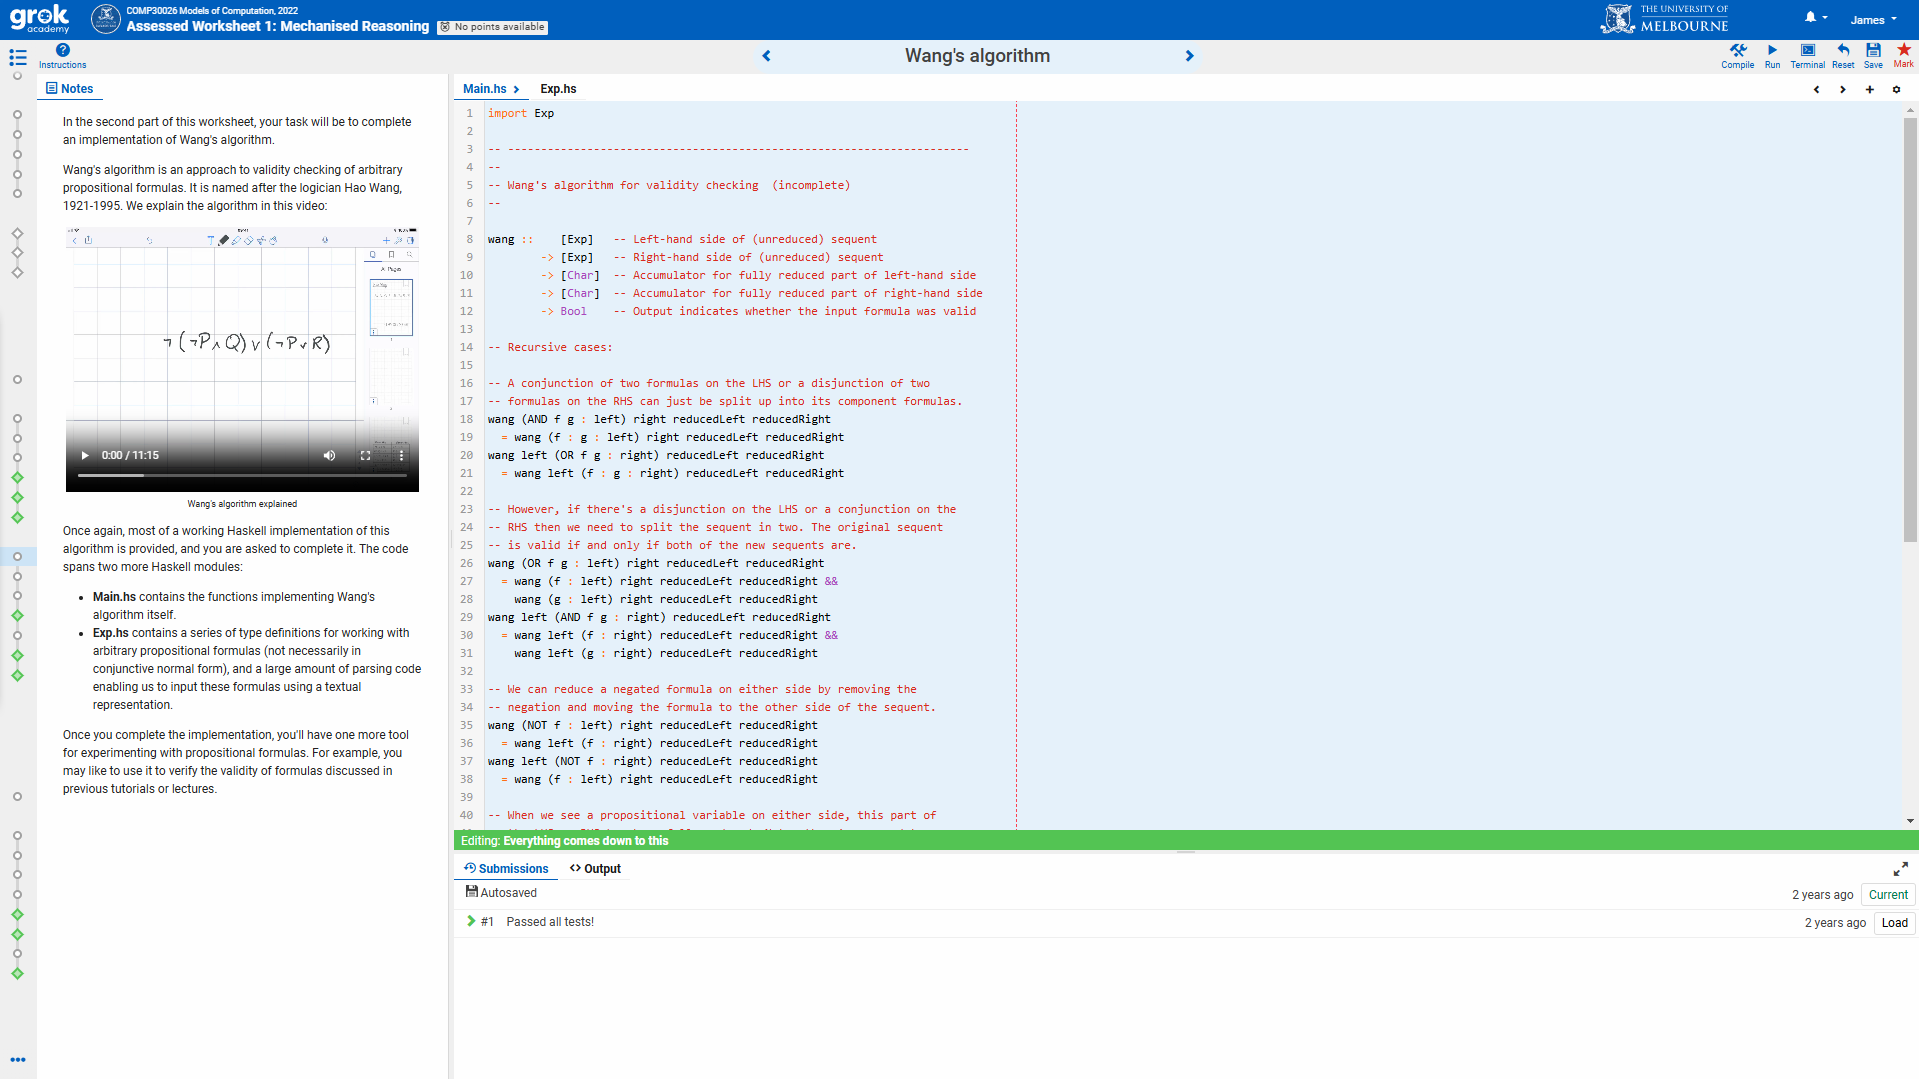 grok
academy
COMP30026 Models of Computation, 2022
Assessed Worksheet 1: Mechanised Reasoning
No points available
THE UNIVERSITY OF
MELBOURNE
James
Instructions
Wang's algorithm
Compile
Run
Terminal
Reset
Save
Mark
Notes
In the second part of this worksheet, your task will be to complete
an implementation of Wang's algorithm.
Wang's algorithm is an approach to validity checking of arbitrary
propositional formulas. It is named after the logician Hao Wang,
1921-1995. We explain the algorithm in this video:
¬(¬P∧Q)∨(¬P∨R)
0:00 / 11:15
Wang's algorithm explained
Once again, most of a working Haskell implementation of this
algorithm is provided, and you are asked to complete it. The code
spans two more Haskell modules:
• Main.hs contains the functions implementing Wang's
algorithm itself.
• Exp.hs contains a series of type definitions for working with
arbitrary propositional formulas (not necessarily in
conjunctive normal form), and a large amount of parsing code
enabling us to input these formulas using a textual
representation.
Once you complete the implementation, you'll have one more tool
for experimenting with propositional formulas. For example, you
may like to use it to verify the validity of formulas discussed in
previous tutorials or lectures.
Main.hs
Exp.hs
1 import Exp
2
3 -- ----------------------------------------------------------------------
4 --
5 -- Wang's algorithm for validity checking  (incomplete)
6 --
7
8 wang ::    [Exp]   -- Left-hand side of (unreduced) sequent
9         -> [Exp]   -- Right-hand side of (unreduced) sequent
10         -> [Char]  -- Accumulator for fully reduced part of left-hand side
11         -> [Char]  -- Accumulator for fully reduced part of right-hand side
12         -> Bool    -- Output indicates whether the input formula was valid
13
14 -- Recursive cases:
15
16 -- A conjunction of two formulas on the LHS or a disjunction of two
17 -- formulas on the RHS can just be split up into its component formulas.
18 wang (AND f g : left) right reducedLeft reducedRight
19   = wang (f : g : left) right reducedLeft reducedRight
20 wang left (OR f g : right) reducedLeft reducedRight
21   = wang left (f : g : right) reducedLeft reducedRight
22
23 -- However, if there's a disjunction on the LHS or a conjunction on the
24 -- RHS then we need to split the sequent in two. The original sequent
25 -- is valid if and only if both of the new sequents are.
26 wang (OR f g : left) right reducedLeft reducedRight
27   = wang (f : left) right reducedLeft reducedRight &&
28     wang (g : left) right reducedLeft reducedRight
29 wang left (AND f g : right) reducedLeft reducedRight
30   = wang left (f : right) reducedLeft reducedRight &&
31     wang left (g : right) reducedLeft reducedRight
32
33 -- We can reduce a negated formula on either side by removing the
34 -- negation and moving the formula to the other side of the sequent.
35 wang (NOT f : left) right reducedLeft reducedRight
36   = wang left (f : right) reducedLeft reducedRight
37 wang left (NOT f : right) reducedLeft reducedRight
38   = wang (f : left) right reducedLeft reducedRight
39
40 -- When we see a propositional variable on either side, this part of
Editing: Everything comes down to this
Submissions
Output
Autosaved
2 years ago
Current
#1 Passed all tests!
2 years ago
Load